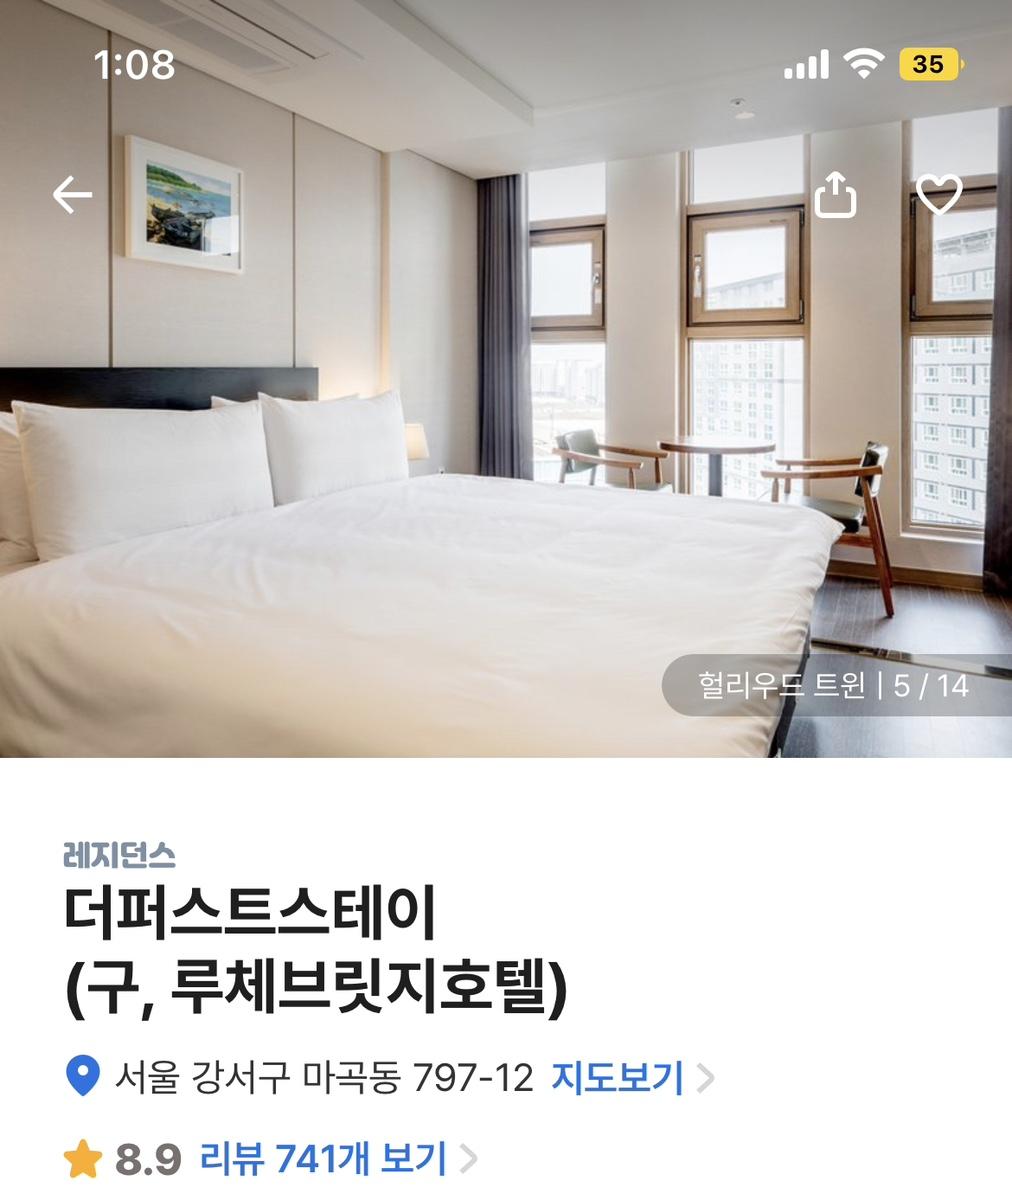 1:08
35
헐리우드 트윈 | 5 / 14
레지던스
더퍼스트스테이
(구, 루체브릿지호텔)
서울 강서구 마곡동 797-12 지도보기
8.9 리뷰 741개 보기